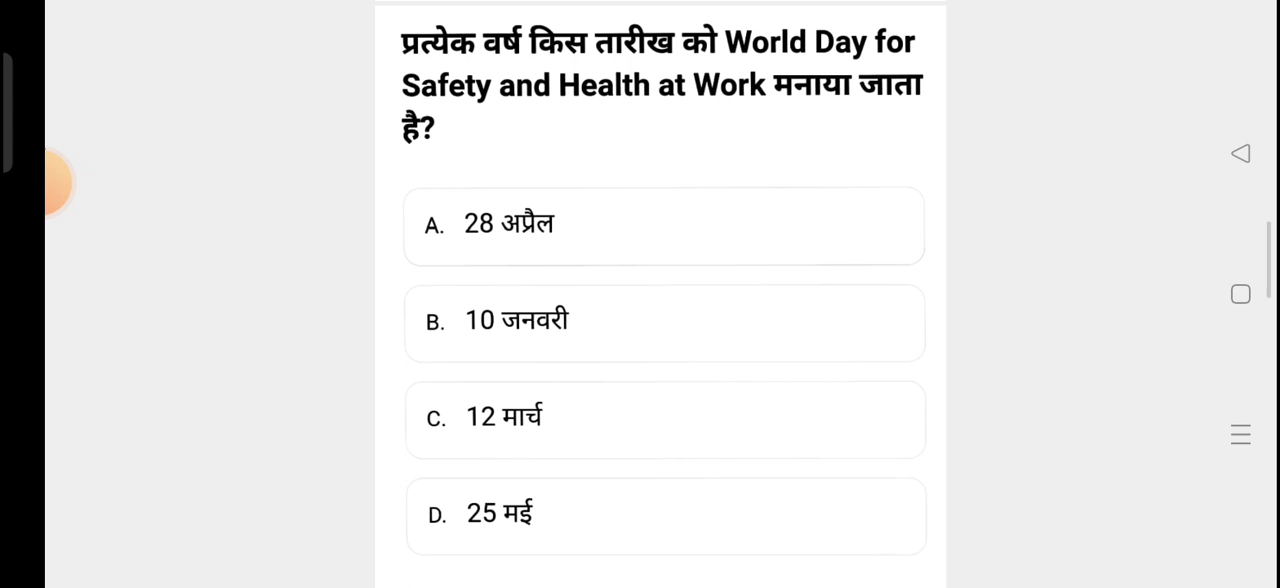 प्रत्येक वर्ष किस तारीख को World Day for
Safety and Health at Work मनाया जाता
है?
A. 28 अप्रैल
B. 10 जनवरी
C. 12 मार्च
D. 25 मई